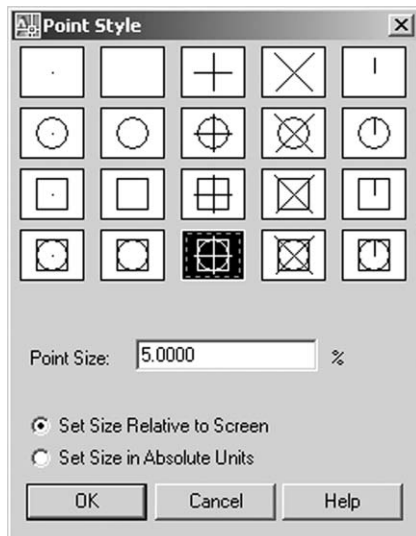 Point Style
Point Size: 5.0000 %
Set Size Relative to Screen
Set Size in Absolute Units
OK Cancel Help